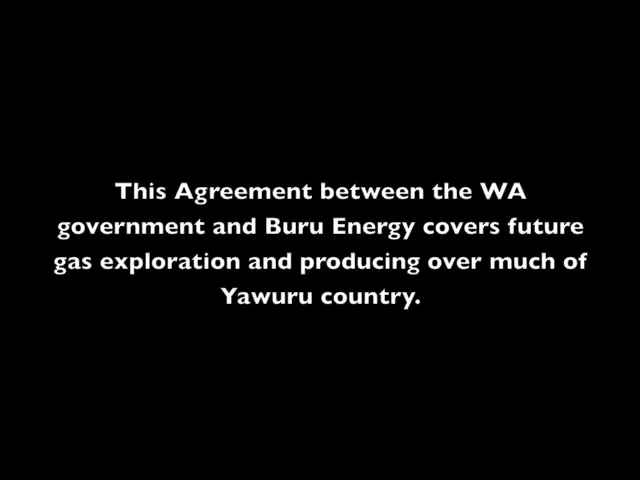 This Agreement between the WA
government and Buru Energy covers future
gas exploration and producing over much of
Yawuru country.